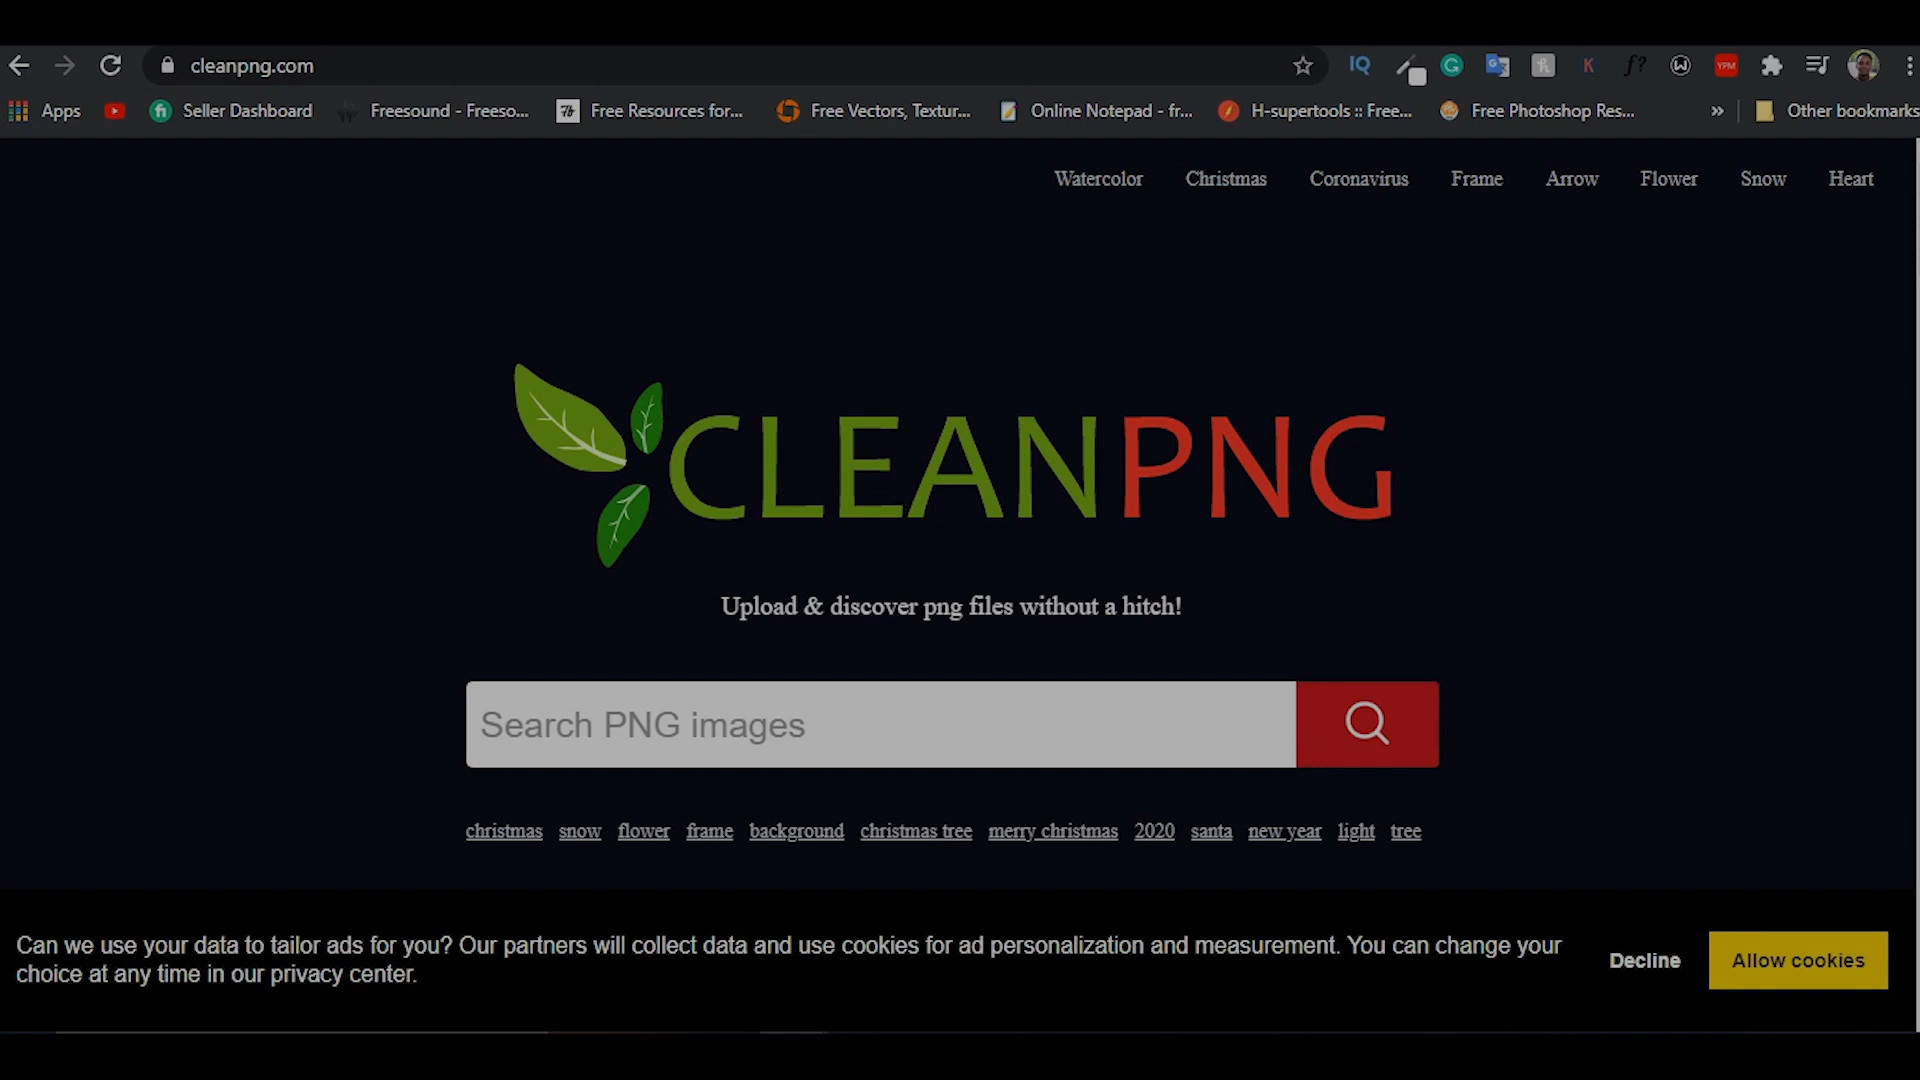 cleanpng.com
IQ
G
f?
K
YPM
Apps
Seller Dashboard
Freesound - Freeso...
Free Resources for...
Free Vectors, Textur...
Online Notepad - fr...
H-supertools :: Free...
Free Photoshop Res...
»
Other bookmarks
Watercolor Christmas Coronavirus Frame Arrow Flower Snow Heart
CLEANPNG
Upload & discover png files without a hitch!
Search PNG images
christmas snow flower frame background christmas tree merry christmas 2020 santa new year light tree
Can we use your data to tailor ads for you? Our partners will collect data and use cookies for ad personalization and measurement. You can change your
choice at any time in our privacy center.
Decline
Allow cookies